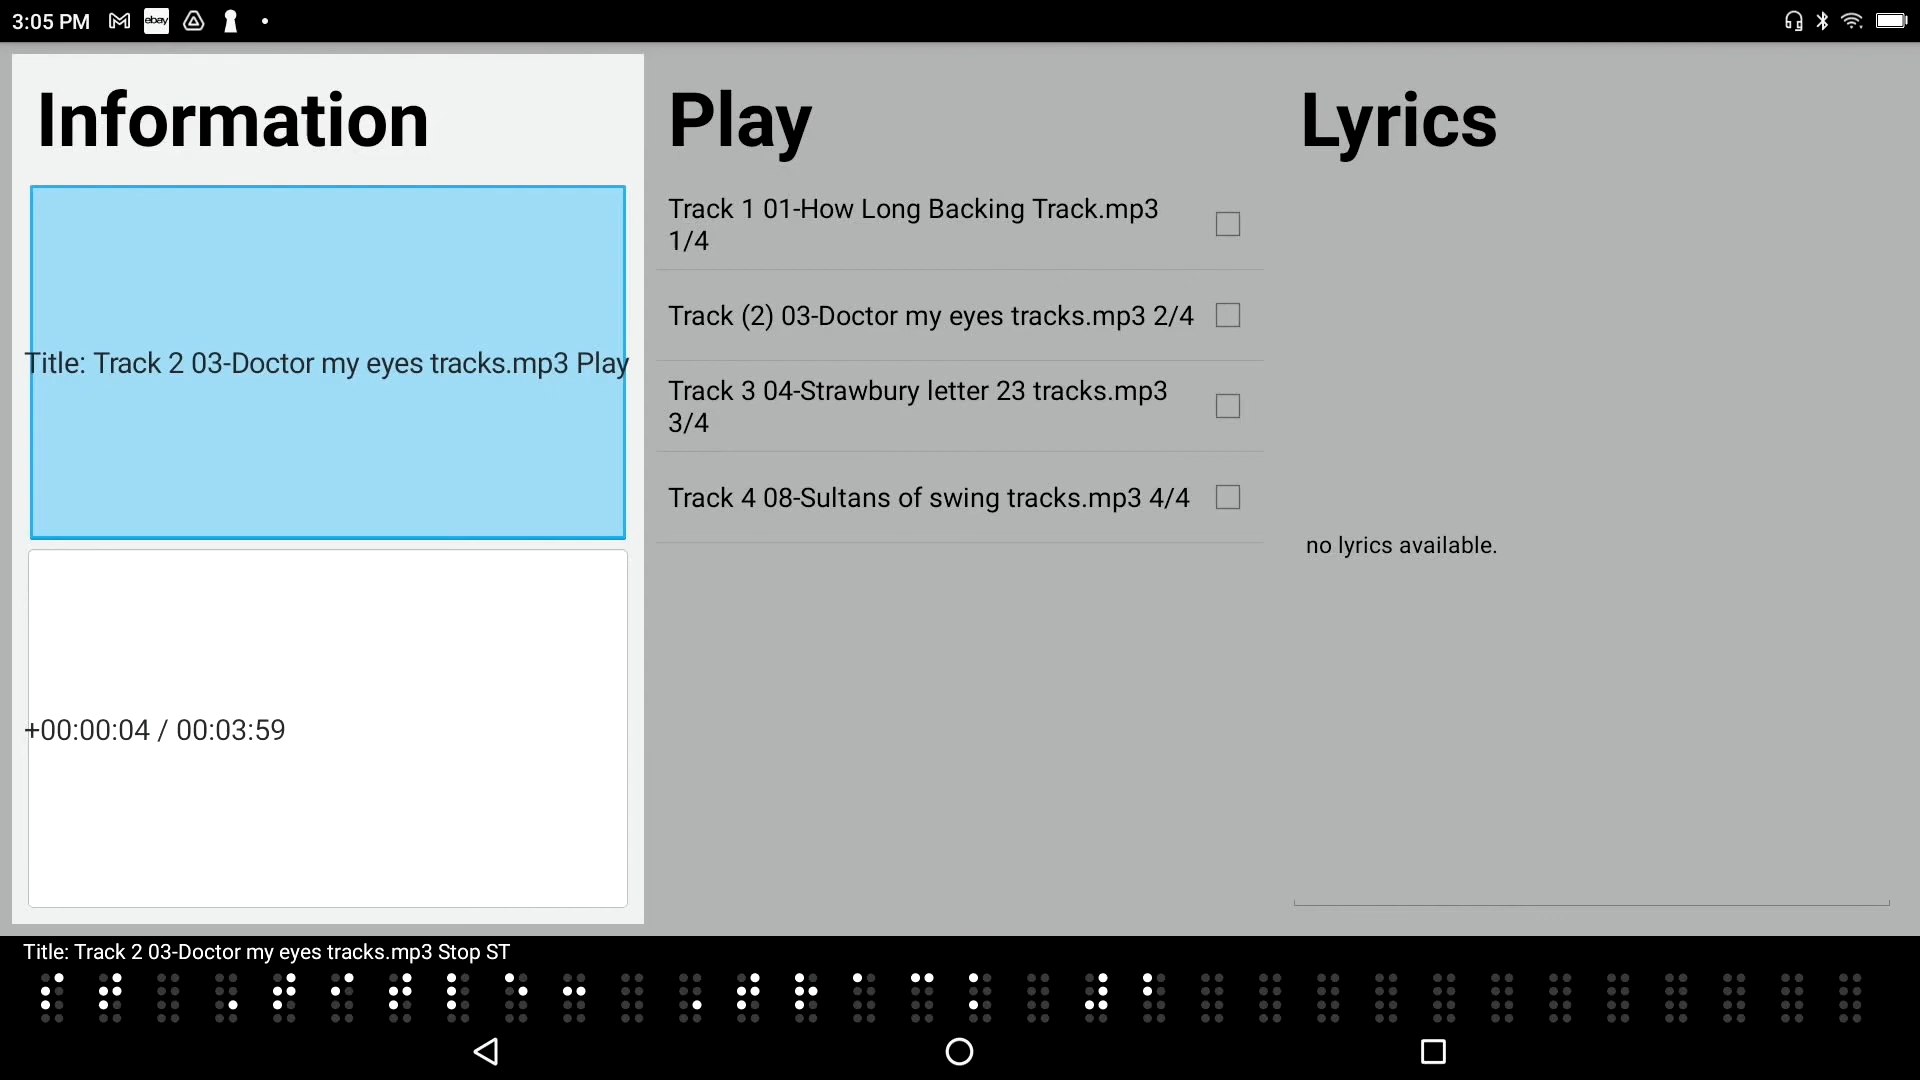 3:05 PM ebay
Information
Title: Track 2 03-Doctor my eyes tracks.mp3 Play
+00:00:04 / 00:03:59
Play
Track 1 01-How Long Backing Track.mp3
1/4
Track (2) 03-Doctor my eyes tracks.mp3 2/4
Track 3 04-Strawbury letter 23 tracks.mp3
3/4
Track 4 08-Sultans of swing tracks.mp3 4/4
Lyrics
no lyrics available.
Title: Track 2 03-Doctor my eyes tracks.mp3 Stop ST